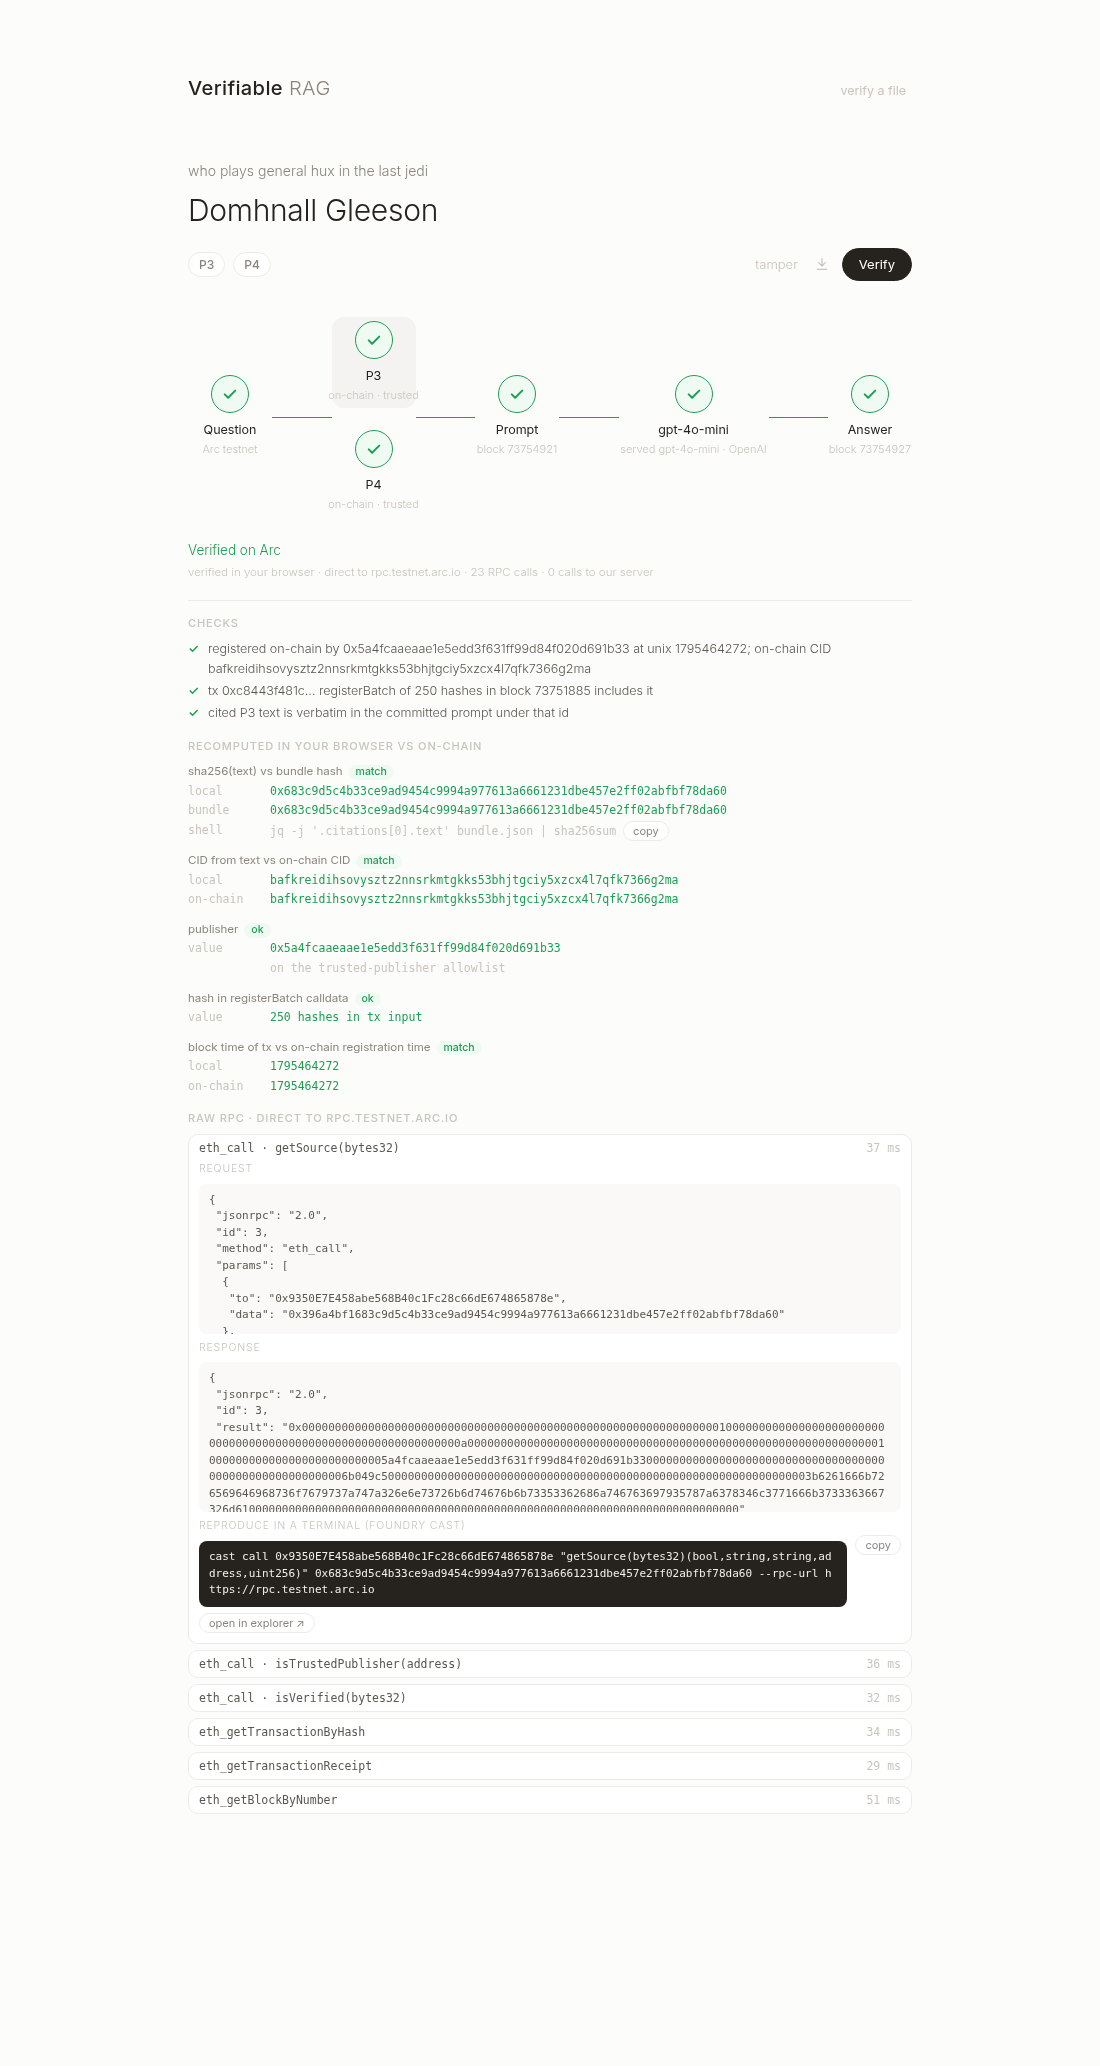 Verifiable RAG
verify a file
who plays general hux in the last jedi
Domhnall Gleeson
P3 P4
tamper Verify
P3
on-chain · trusted
Question
Arc testnet
P4
on-chain · trusted
Prompt
block 73754921
gpt-4o-mini
served gpt-4o-mini · OpenAI
Answer
block 73754927
Verified on Arc
verified in your browser · direct to rpc.testnet.arc.io · 23 RPC calls · 0 calls to our server
CHECKS
registered on-chain by 0x5a4fcaaeaae1e5edd3f631ff99d84f020d691b33 at unix 1795464272; on-chain CID
bafkreidihsovysztz2nnsrkmtgkks53bhjtgciy5xzcx4l7qfk7366g2ma
tx 0xc8443f481c... registerBatch of 250 hashes in block 73751885 includes it
cited P3 text is verbatim in the committed prompt under that id
RECOMPUTED IN YOUR BROWSER VS ON-CHAIN
sha256(text) vs bundle hash match
local 0x683c9d5c4b33ce9ad9454c9994a977613a6661231dbe457e2ff02abfbf78da60
bundle 0x683c9d5c4b33ce9ad9454c9994a977613a6661231dbe457e2ff02abfbf78da60
shell jq -j '.citations[0].text' bundle.json | sha256sum copy
CID from text vs on-chain CID match
local bafkreidihsovysztz2nnsrkmtgkks53bhjtgciy5xzcx4l7qfk7366g2ma
on-chain bafkreidihsovysztz2nnsrkmtgkks53bhjtgciy5xzcx4l7qfk7366g2ma
publisher ok
value 0x5a4fcaaeaae1e5edd3f631ff99d84f020d691b33
on the trusted-publisher allowlist
hash in registerBatch calldata ok
value 250 hashes in tx input
block time of tx vs on-chain registration time match
local 1795464272
on-chain 1795464272
RAW RPC · DIRECT TO RPC.TESTNET.ARC.IO
eth_call · getSource(bytes32) 37 ms
REQUEST
{
"jsonrpc": "2.0",
"id": 3,
"method": "eth_call",
"params": [
{
"to": "0x9350E7E458abe568B40c1Fc28c66dE674865878e",
"data": "0x396a4bf1683c9d5c4b33ce9ad9454c9994a977613a6661231dbe457e2ff02abfbf78da60"
},
RESPONSE
{
"jsonrpc": "2.0",
"id": 3,
REPRODUCE IN A TERMINAL (FOUNDRY CAST)
cast call 0x9350E7E458abe568B40c1Fc28c66dE674865878e "getSource(bytes32)(bool,string,string,ad
dress,uint256)" 0x683c9d5c4b33ce9ad9454c9994a977613a6661231dbe457e2ff02abfbf78da60 --rpc-url h
ttps://rpc.testnet.arc.io
copy
open in explorer ↗
eth_call · isTrustedPublisher(address) 36 ms
eth_call · isVerified(bytes32) 32 ms
eth_getTransactionByHash 34 ms
eth_getTransactionReceipt 29 ms
eth_getBlockByNumber 51 ms